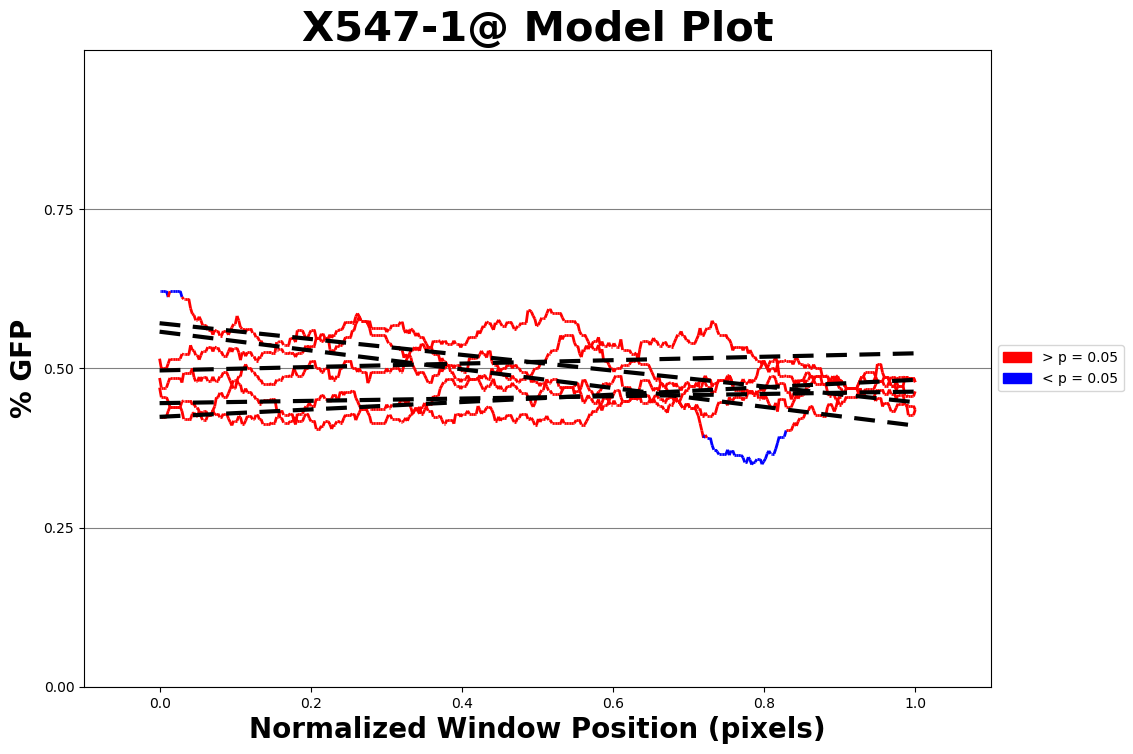 X547-1@ Model Plot
% GFP
0.75
0.50
0.25
0.00
0.0 0.2 0.4 0.6 0.8 1.0
Normalized Window Position (pixels)
> p = 0.05
< p = 0.05